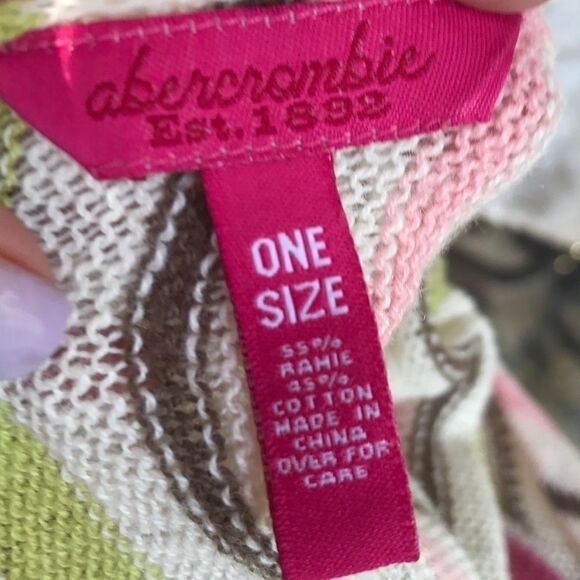 abercrombie
Est. 1892
ONE
SIZE
55%
RAMIE
45%
COTTON
MADE IN
CHINA
OVER FOR
CARE